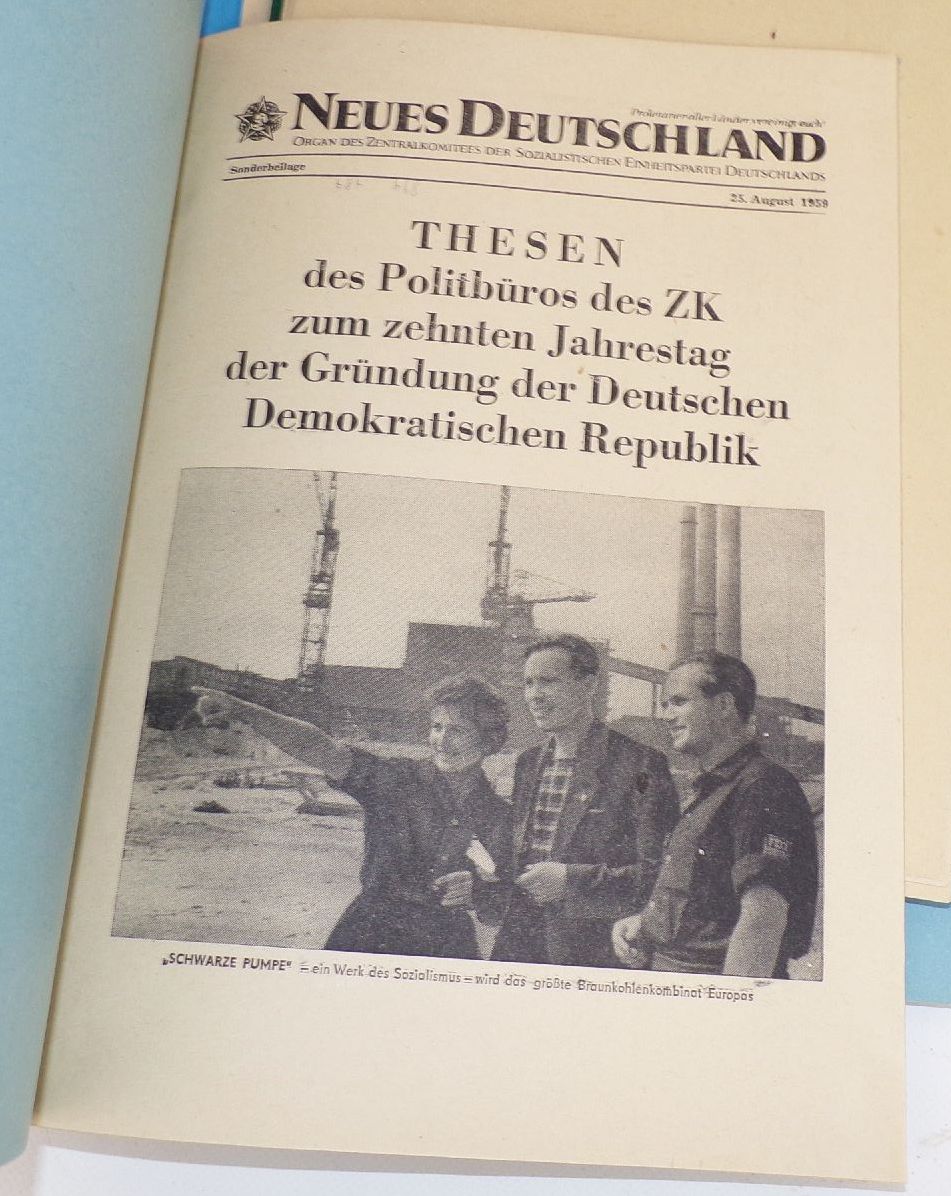 Proletarier aller Länder vereinigt euch!
NEUES DEUTSCHLAND
ORGAN DES ZENTRALKOMITEES DER SOZIALISTISCHEN EINHEITSPARTEI DEUTSCHLANDS
Sonderbeilage
25. August 1959
THESEN
des Politbüros des ZK
zum zehnten Jahrestag
der Gründung der Deutschen
Demokratischen Republik
„SCHWARZE PUMPE" – ein Werk des Sozialismus – wird das größte Braunkohlenkombinat Europas